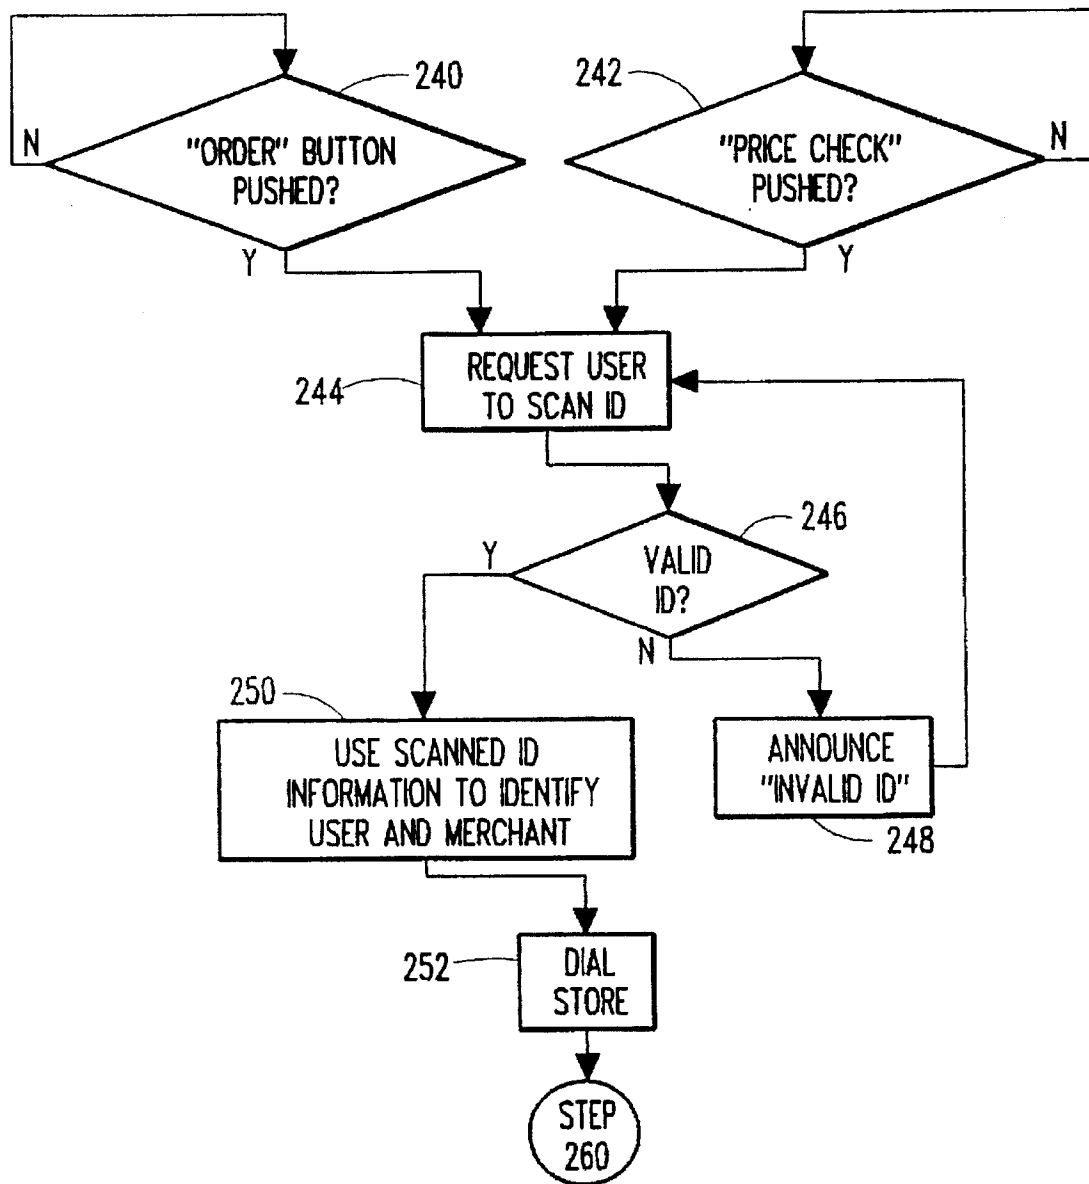 240
242
N
"ORDER" BUTTON
PUSHED?
"PRICE CHECK"
PUSHED?
N
Y
Y
244
REQUEST USER
TO SCAN ID
246
Y
VALID
ID?
N
250
USE SCANNED ID
INFORMATION TO IDENTIFY
USER AND MERCHANT
ANNOUNCE
"INVALID ID"
248
252
DIAL
STORE
STEP
260